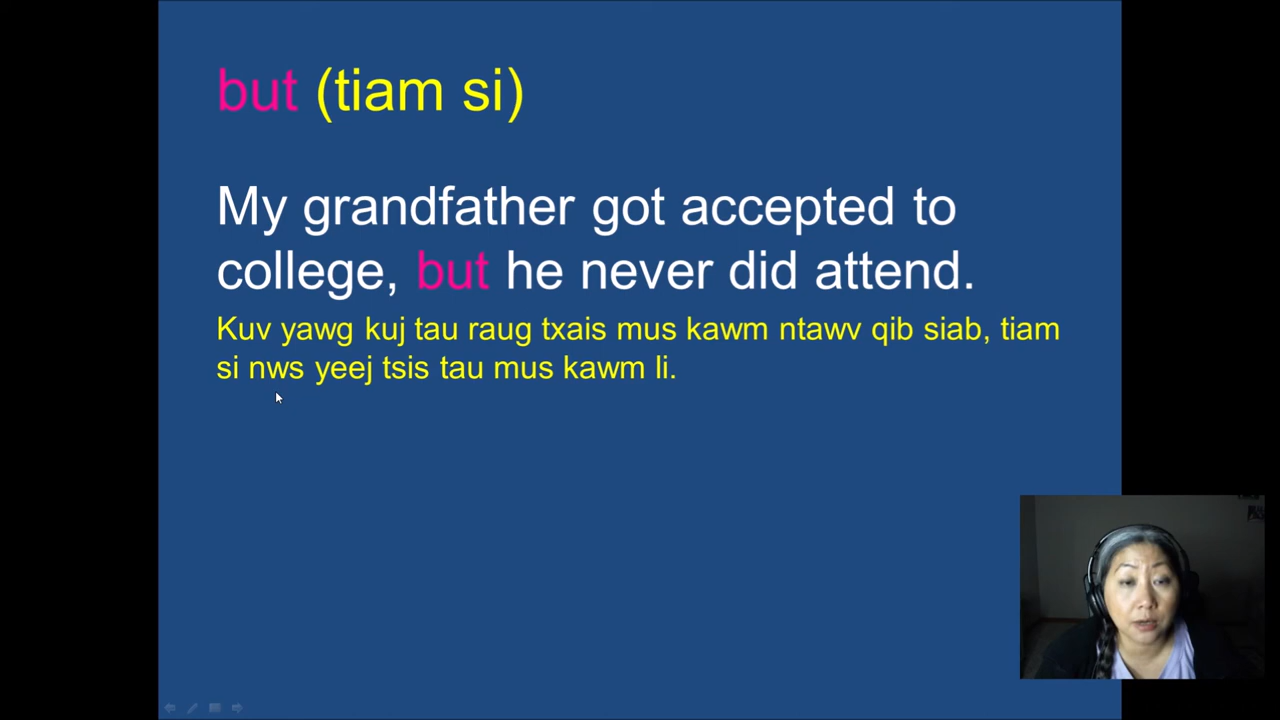 but (tiam si)
My grandfather got accepted to
college, but he never did attend.
Kuv yawg kuj tau raug txais mus kawm ntawv qib siab, tiam
si nws yeej tsis tau mus kawm li.